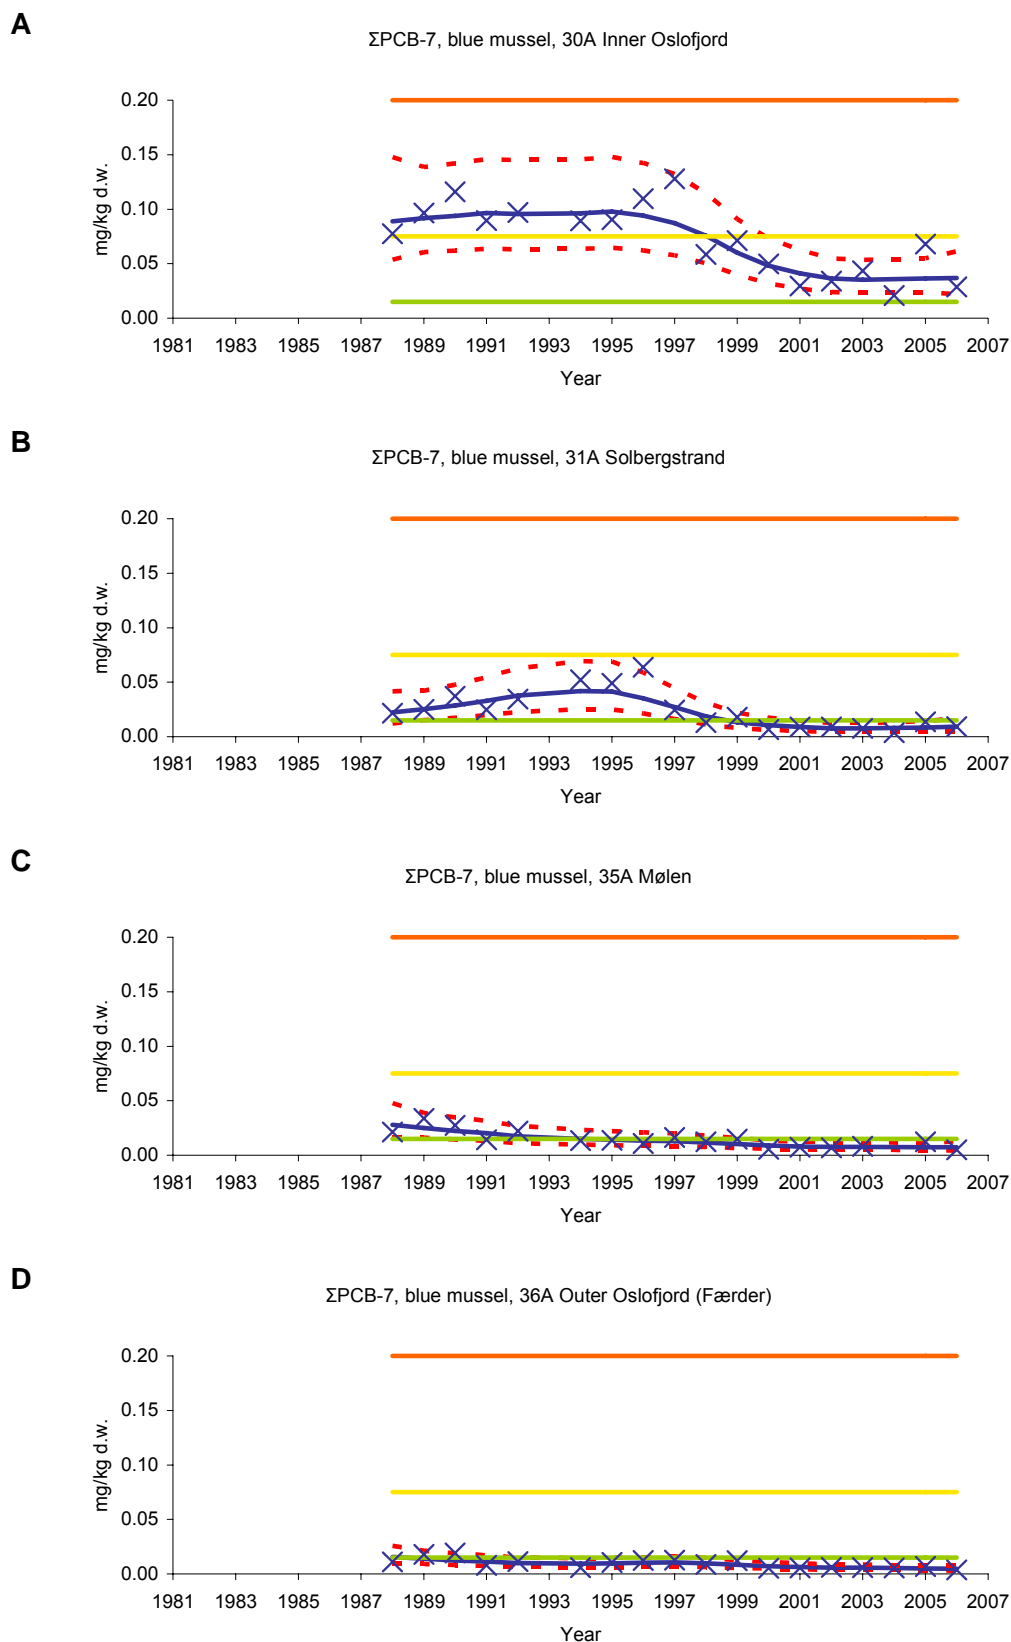 A
ΣPCB-7, blue mussel, 30A Inner Oslofjord
mg/kg d.w.
0.20
0.15
0.10
0.05
0.00
1981 1983 1985 1987 1989 1991 1993 1995 1997 1999 2001 2003 2005 2007
Year
B
ΣPCB-7, blue mussel, 31A Solbergstrand
mg/kg d.w.
0.20
0.15
0.10
0.05
0.00
1981 1983 1985 1987 1989 1991 1993 1995 1997 1999 2001 2003 2005 2007
Year
C
ΣPCB-7, blue mussel, 35A Mølen
mg/kg d.w.
0.20
0.15
0.10
0.05
0.00
1981 1983 1985 1987 1989 1991 1993 1995 1997 1999 2001 2003 2005 2007
Year
D
ΣPCB-7, blue mussel, 36A Outer Oslofjord (Færder)
mg/kg d.w.
0.20
0.15
0.10
0.05
0.00
1981 1983 1985 1987 1989 1991 1993 1995 1997 1999 2001 2003 2005 2007
Year